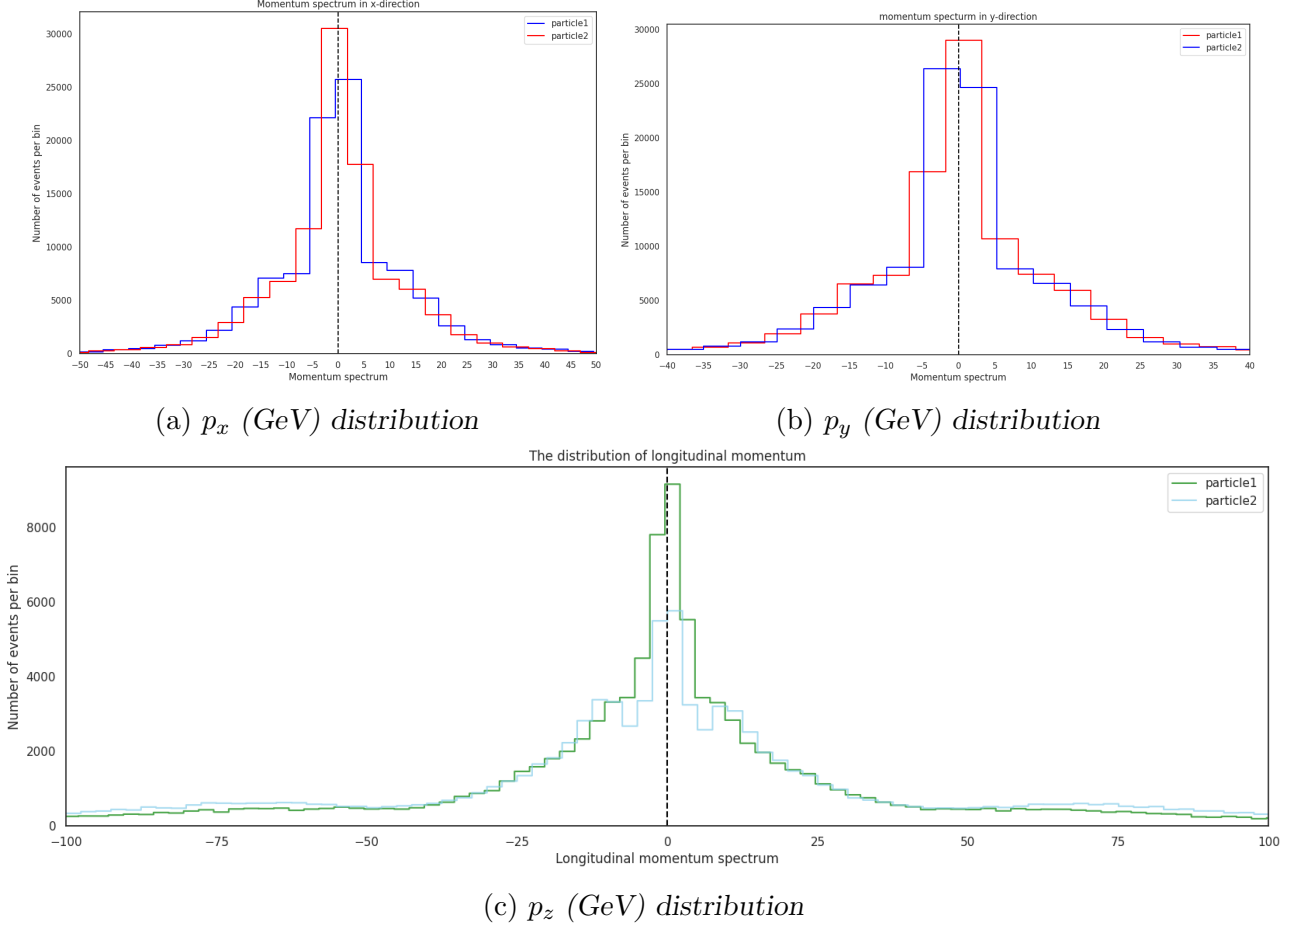 Momentum spectrum in x-direction
particle1
particle2
Number of events per bin
30000
25000
20000
15000
10000
5000
0
−50 −45 −40 −35 −30 −25 −20 −15 −10 −5 0 5 10 15 20 25 30 35 40 45 50
Momentum spectrum
(a) pₓ (GeV) distribution
momentum specturm in y-direction
particle1
particle2
Number of events per bin
30000
25000
20000
15000
10000
5000
0
−40 −35 −30 −25 −20 −15 −10 −5 0 5 10 15 20 25 30 35 40
Momentum spectrum
(b) p_y (GeV) distribution
The distribution of longitudinal momentum
particle1
particle2
Number of events per bin
8000
6000
4000
2000
0
−100 −75 −50 −25 0 25 50 75 100
Longitudinal momentum spectrum
(c) p_z (GeV) distribution